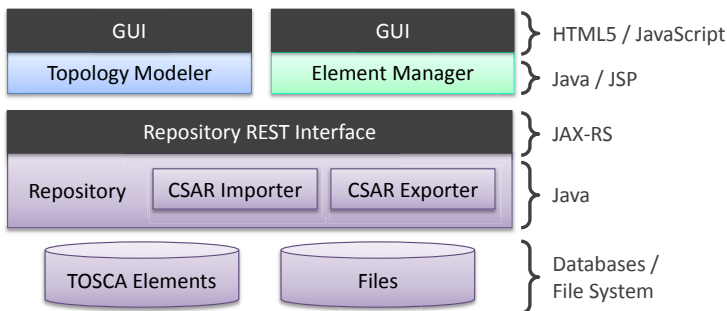 GUI
GUI
HTML5 / JavaScript
Topology Modeler
Element Manager
Java / JSP
Repository REST Interface
JAX-RS
Repository
CSAR Importer
CSAR Exporter
Java
TOSCA Elements
Files
Databases /
File System